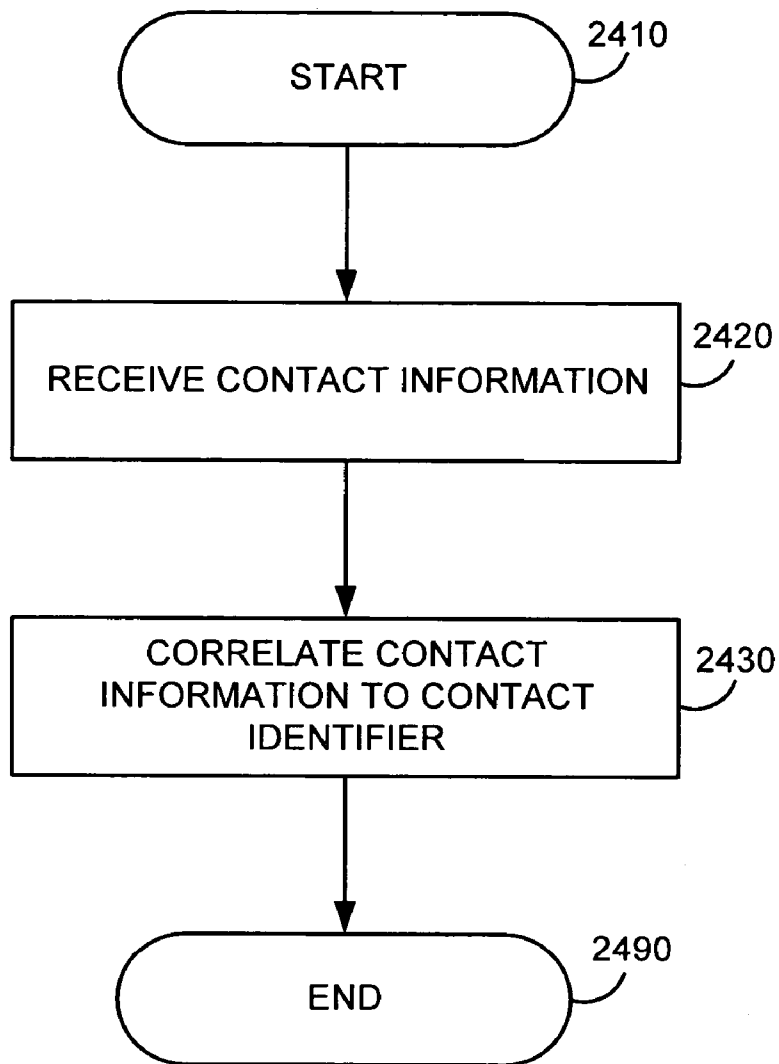 2410
START
2420
RECEIVE CONTACT INFORMATION
CORRELATE CONTACT
2430
INFORMATION TO CONTACT
IDENTIFIER
2490
END